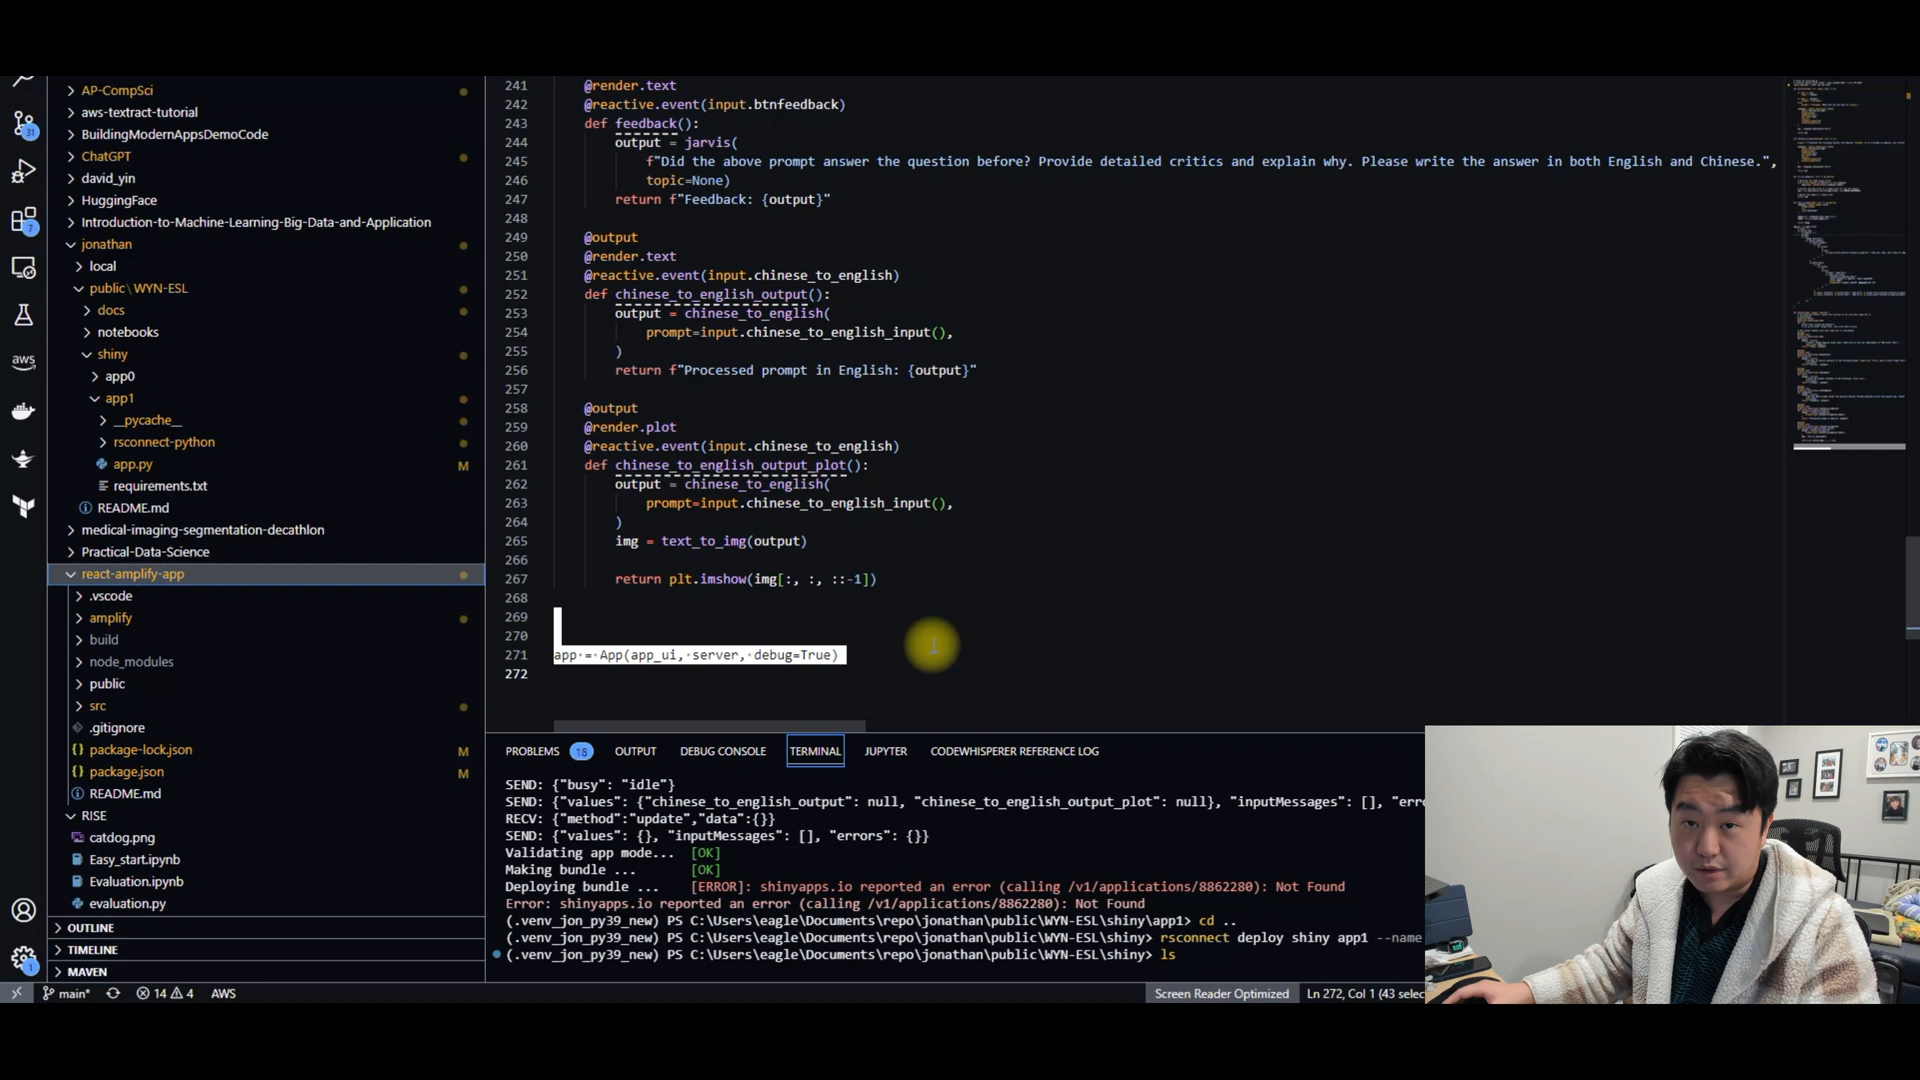 AP-CompSci
aws-textract-tutorial
BuildingModernAppsDemoCode
ChatGPT
david_yin
HuggingFace
Introduction-to-Machine-Learning-Big-Data-and-Application
jonathan
local
public\WYN-ESL
docs
notebooks
shiny
app0
app1
__pycache__
rsconnect-python
app.py M
requirements.txt
README.md
medical-imaging-segmentation-decathlon
Practical-Data-Science
react-amplify-app
.vscode
amplify
build
node_modules
public
src
.gitignore
package-lock.json M
package.json M
README.md
RISE
catdog.png
Easy_start.ipynb
Evaluation.ipynb
evaluation.py
OUTLINE
TIMELINE
MAVEN
31
7
aws
1
241 @render.text
242 @reactive.event(input.btnfeedback)
243 def feedback():
244 output = jarvis(
245 f"Did the above prompt answer the question before? Provide detailed critics and explain why. Please write the answer in both English and Chinese.",
246 topic=None)
247 return f"Feedback: {output}"
248
249 @output
250 @render.text
251 @reactive.event(input.chinese_to_english)
252 def chinese_to_english_output():
253 output = chinese_to_english(
254 prompt=input.chinese_to_english_input(),
255 )
256 return f"Processed prompt in English: {output}"
257
258 @output
259 @render.plot
260 @reactive.event(input.chinese_to_english)
261 def chinese_to_english_output_plot():
262 output = chinese_to_english(
263 prompt=input.chinese_to_english_input(),
264 )
265 img = text_to_img(output)
266
267 return plt.imshow(img[:, :, ::-1])
268
269
270
271 app = App(app_ui, server, debug=True)
272
PROBLEMS 18 OUTPUT DEBUG CONSOLE TERMINAL JUPYTER CODEWHISPERER REFERENCE LOG
SEND: {"busy": "idle"}
SEND: {"values": {"chinese_to_english_output": null, "chinese_to_english_output_plot": null}, "inputMessages": [], "erro
RECV: {"method":"update","data":{}}
SEND: {"values": {}, "inputMessages": [], "errors": {}}
Validating app mode... [OK]
Making bundle ... [OK]
Deploying bundle ... [ERROR]: shinyapps.io reported an error (calling /v1/applications/8862280): Not Found
Error: shinyapps.io reported an error (calling /v1/applications/8862280): Not Found
(.venv_jon_py39_new) PS C:\Users\eagle\Documents\repo\jonathan\public\WYN-ESL\shiny\app1> cd ..
(.venv_jon_py39_new) PS C:\Users\eagle\Documents\repo\jonathan\public\WYN-ESL\shiny> rsconnect deploy shiny app1 --name
(.venv_jon_py39_new) PS C:\Users\eagle\Documents\repo\jonathan\public\WYN-ESL\shiny> ls
main* 14 4 AWS
Screen Reader Optimized Ln 272, Col 1 (43 selec